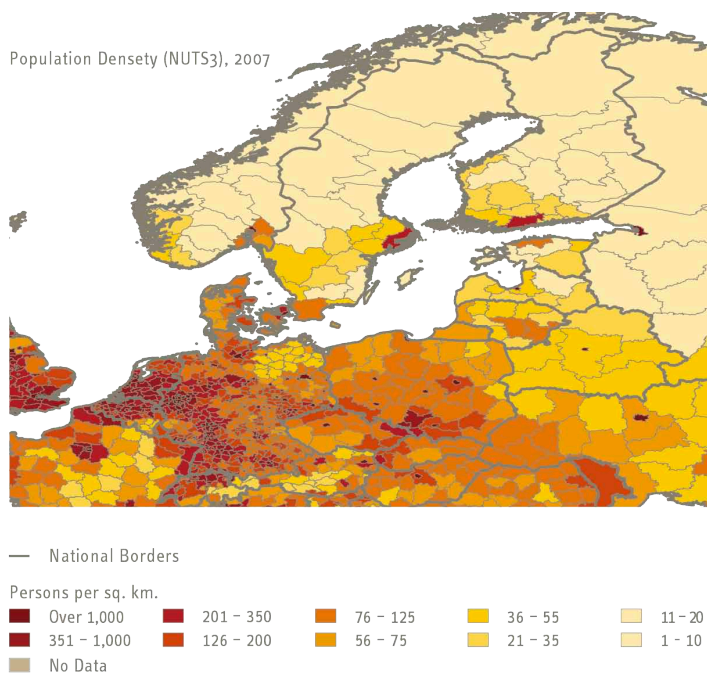 Population Densety (NUTS3), 2007
National Borders
Persons per sq. km.
Over 1,000 201 – 350 76 – 125 36 – 55 11–20
351 – 1,000 126 – 200 56 – 75 21 – 35 1 – 10
No Data